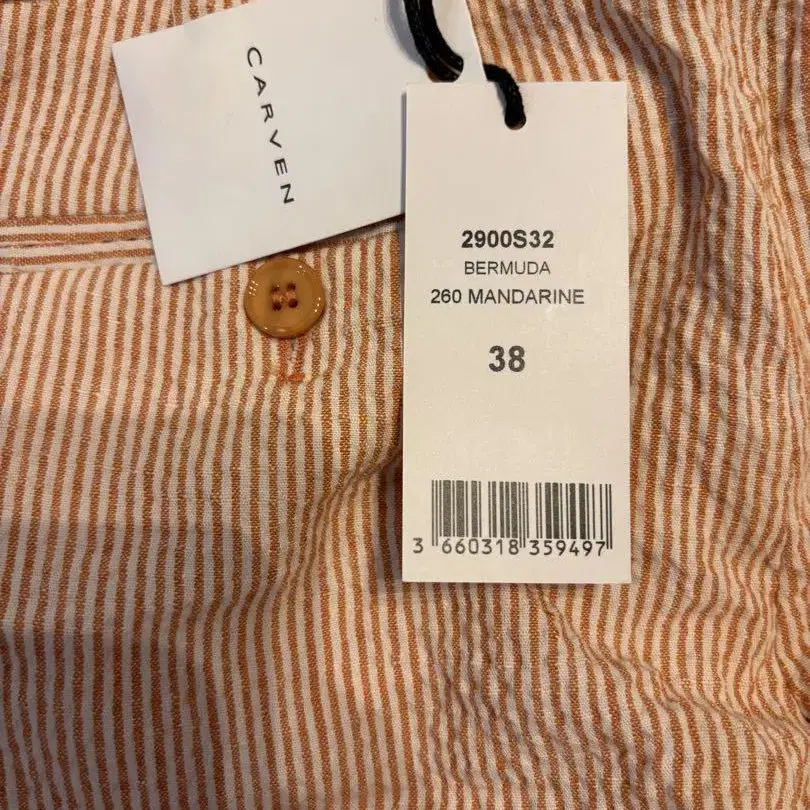 CARVEN
2900S32
BERMUDA
260 MANDARINE
38
3 660318 359497